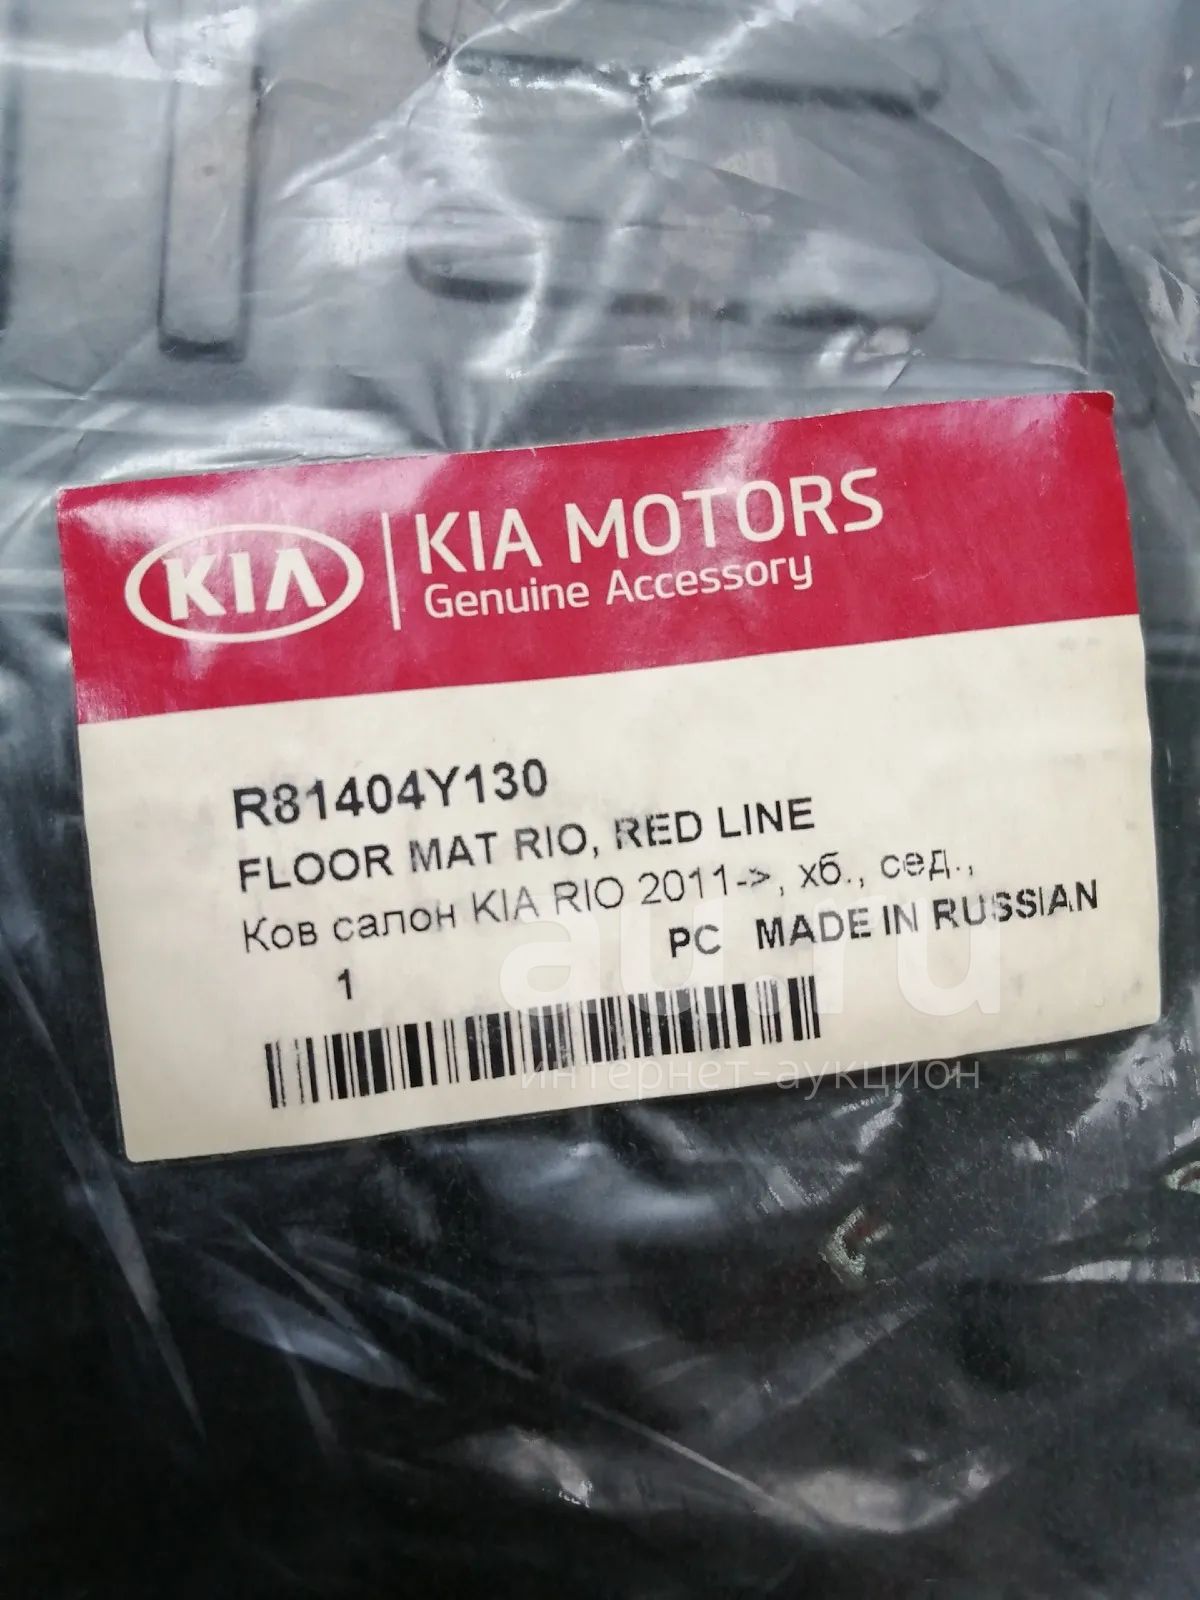 KIA
KIA MOTORS
Genuine Accessory
R81404Y130
FLOOR MAT RIO, RED LINE
Ков салон KIA RIO 2011->, хб., сед.,
1 PC MADE IN RUSSIAN
au.ru
интернет-аукцион